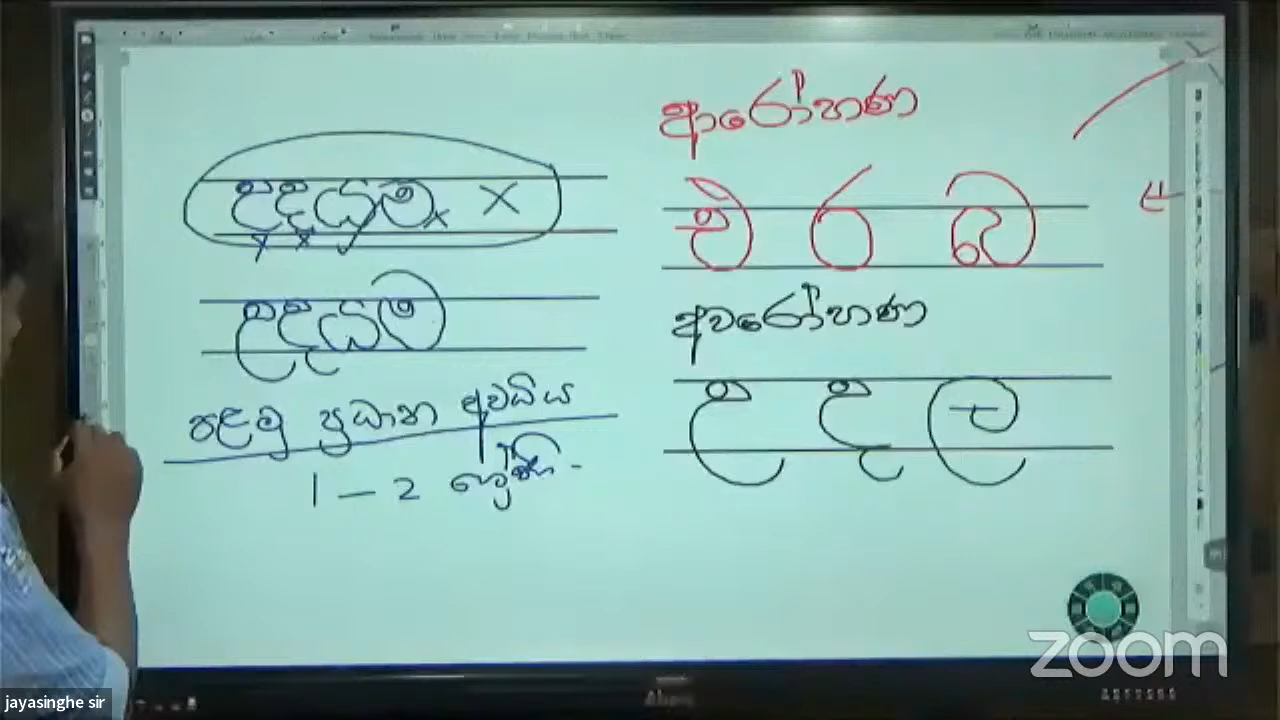 උදයම x
උදයම
පළමු ප්‍රධාන අවධිය
1 – 2 ශ්‍රේණි
ආරෝහණ
එ ර ට
අවරෝහණ
උ ද ල
zoom
jayasinghe sir